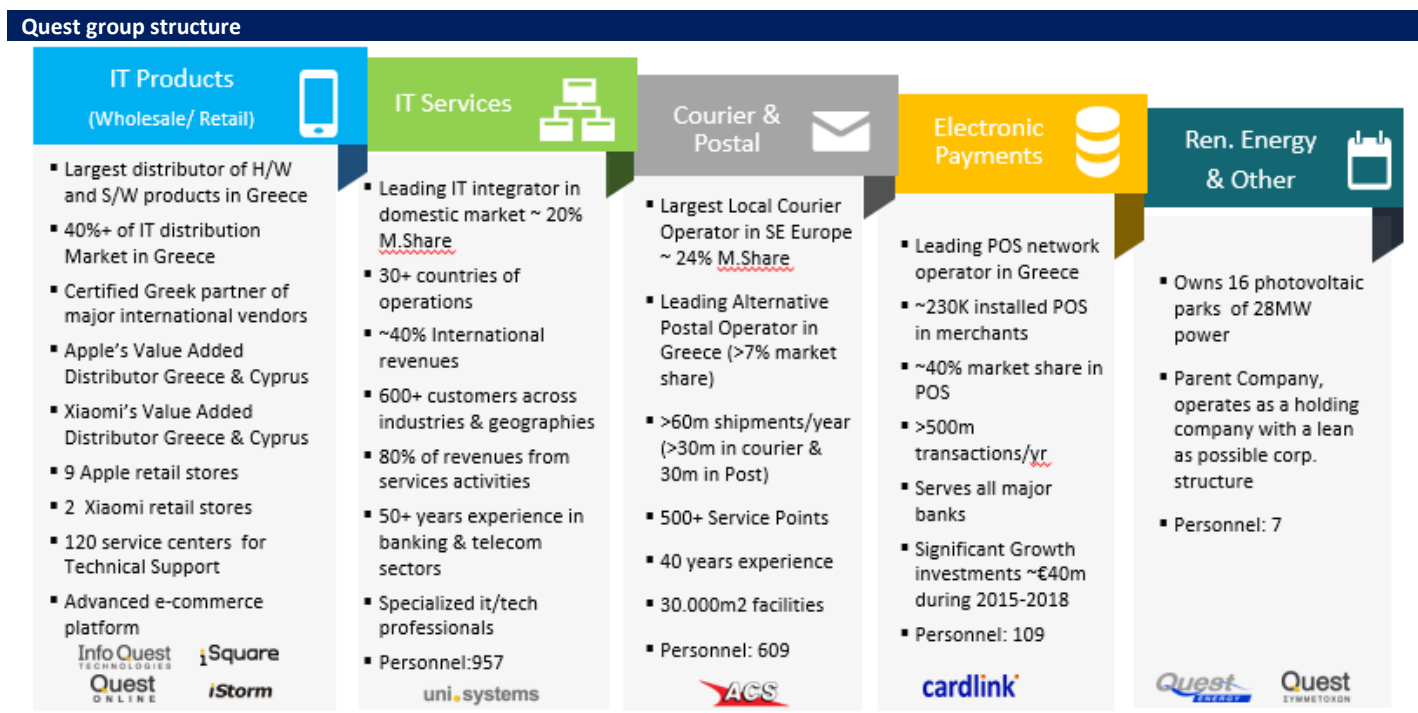 Quest group structure
IT Products
(Wholesale/ Retail)
▪ Largest distributor of H/W
and S/W products in Greece
▪ 40%+ of IT distribution
Market in Greece
▪ Certified Greek partner of
major international vendors
▪ Apple's Value Added
Distributor Greece & Cyprus
▪ Xiaomi's Value Added
Distributor Greece & Cyprus
▪ 9 Apple retail stores
▪ 2 Xiaomi retail stores
▪ 120 service centers for
Technical Support
▪ Advanced e-commerce
platform
Info Quest
TECHNOLOGIES
iSquare
Quest
ONLINE
iStorm
IT Services
▪ Leading IT integrator in
domestic market ~ 20%
M.Share
▪ 30+ countries of
operations
▪ ~40% International
revenues
▪ 600+ customers across
industries & geographies
▪ 80% of revenues from
services activities
▪ 50+ years experience in
banking & telecom
sectors
▪ Specialized it/tech
professionals
▪ Personnel:957
uni.systems
Courier &
Postal
▪ Largest Local Courier
Operator in SE Europe
~ 24% M.Share
▪ Leading Alternative
Postal Operator in
Greece (>7% market
share)
▪ >60m shipments/year
(>30m in courier &
30m in Post)
▪ 500+ Service Points
▪ 40 years experience
▪ 30.000m2 facilities
▪ Personnel: 609
ACS
Electronic
Payments
▪ Leading POS network
operator in Greece
▪ ~230K installed POS
in merchants
▪ ~40% market share in
POS
▪ >500m
transactions/yr
▪ Serves all major
banks
▪ Significant Growth
investments ~€40m
during 2015-2018
▪ Personnel: 109
cardlink
Ren. Energy
& Other
▪ Owns 16 photovoltaic
parks of 28MW
power
▪ Parent Company,
operates as a holding
company with a lean
as possible corp.
structure
▪ Personnel: 7
Quest
ENERGY
Quest
ΣΥΜΜΕΤΟΧΩΝ